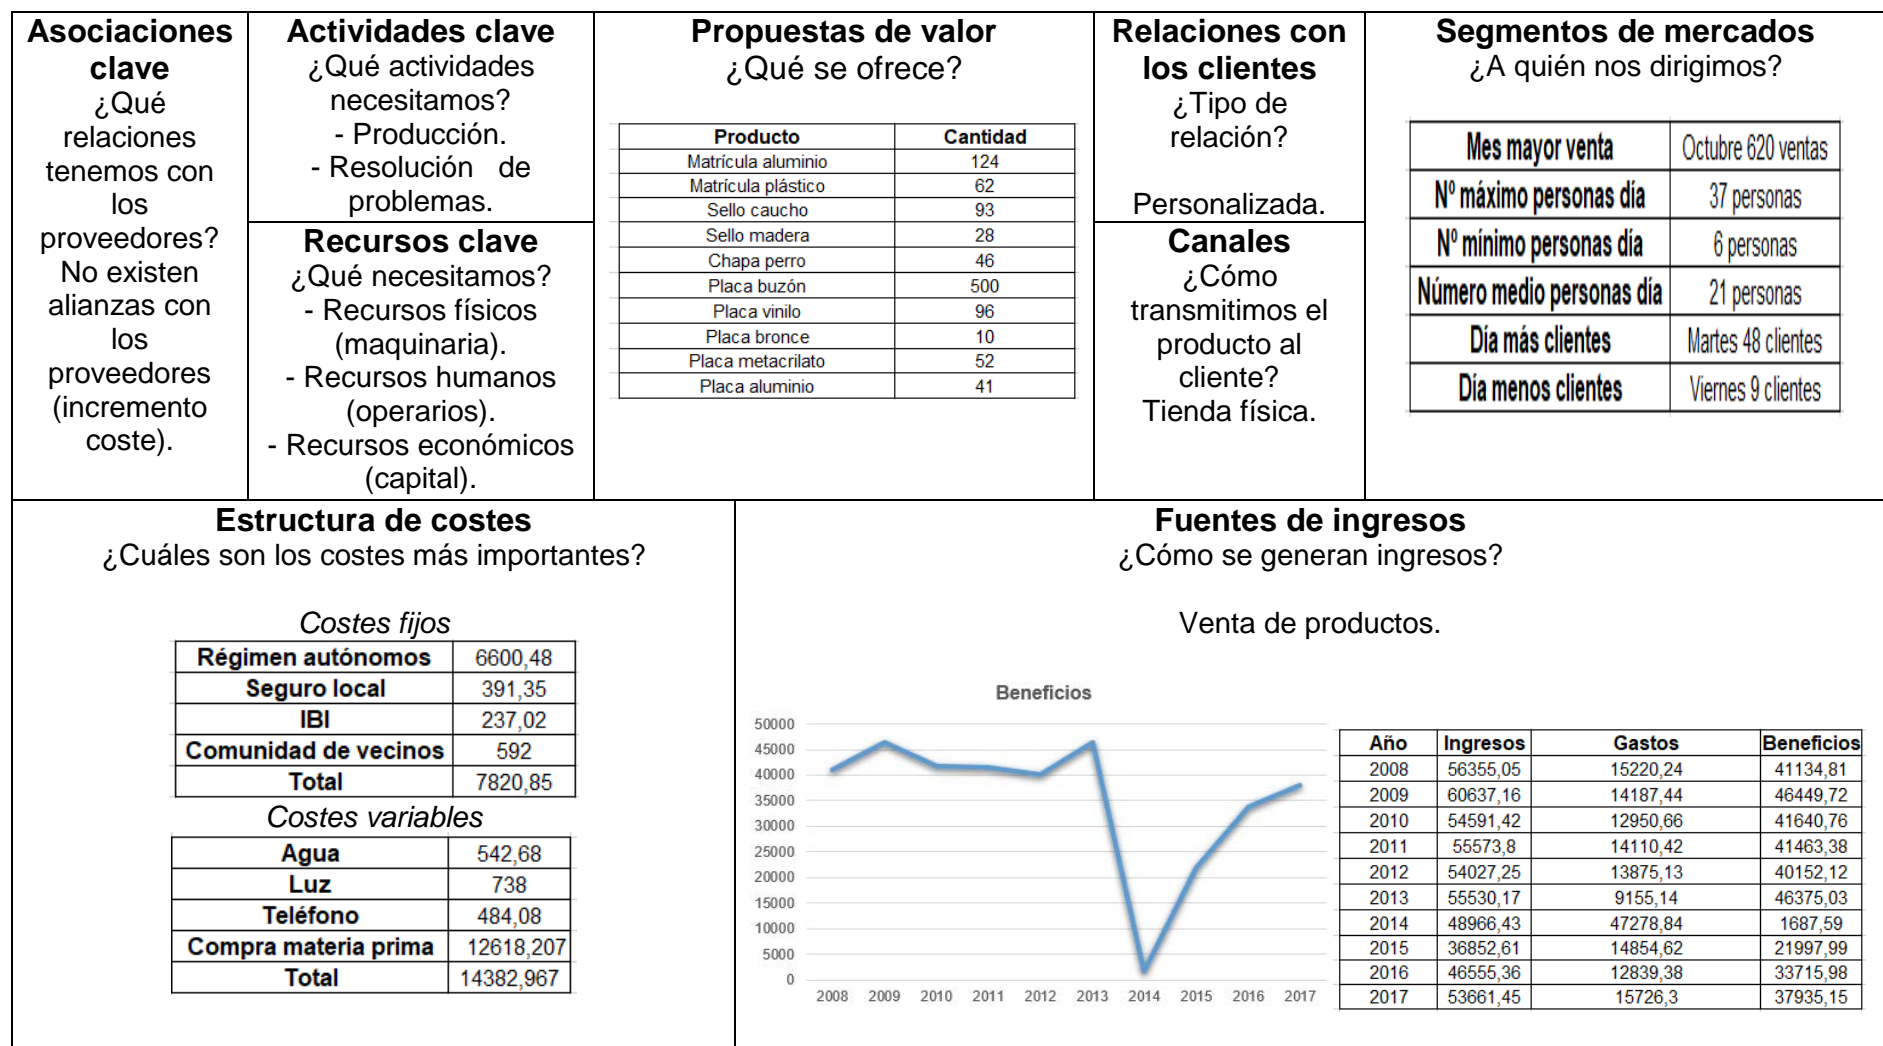 Asociaciones
clave
¿Qué
relaciones
tenemos con
los
proveedores?
No existen
alianzas con
los
proveedores
(incremento
coste).
Actividades clave
¿Qué actividades
necesitamos?
- Producción.
- Resolución de
problemas.
Recursos clave
¿Qué necesitamos?
- Recursos físicos
(maquinaria).
- Recursos humanos
(operarios).
- Recursos económicos
(capital).
Propuestas de valor
¿Qué se ofrece?
Producto Cantidad
Matrícula aluminio 124
Matrícula plástico 62
Sello caucho 93
Sello madera 28
Chapa perro 46
Placa buzón 500
Placa vinilo 96
Placa bronce 10
Placa metacrilato 52
Placa aluminio 41
Relaciones con
los clientes
¿Tipo de
relación?
Personalizada.
Canales
¿Cómo
transmitimos el
producto al
cliente?
Tienda física.
Segmentos de mercados
¿A quién nos dirigimos?
Mes mayor venta Octubre 620 ventas
Nº máximo personas día 37 personas
Nº mínimo personas día 6 personas
Número medio personas día 21 personas
Día más clientes Martes 48 clientes
Día menos clientes Viernes 9 clientes
Estructura de costes
¿Cuáles son los costes más importantes?
Costes fijos
Régimen autónomos 6600,48
Seguro local 391,35
IBI 237,02
Comunidad de vecinos 592
Total 7820,85
Costes variables
Agua 542,68
Luz 738
Teléfono 484,08
Compra materia prima 12618,207
Total 14382,967
Fuentes de ingresos
¿Cómo se generan ingresos?
Venta de productos.
Beneficios
50000
45000
40000
35000
30000
25000
20000
15000
10000
5000
0
2008 2009 2010 2011 2012 2013 2014 2015 2016 2017
Año Ingresos Gastos Beneficios
2008 56355,05 15220,24 41134,81
2009 60637,16 14187,44 46449,72
2010 54591,42 12950,66 41640,76
2011 55573,8 14110,42 41463,38
2012 54027,25 13875,13 40152,12
2013 55530,17 9155,14 46375,03
2014 48966,43 47278,84 1687,59
2015 36852,61 14854,62 21997,99
2016 46555,36 12839,38 33715,98
2017 53661,45 15726,3 37935,15